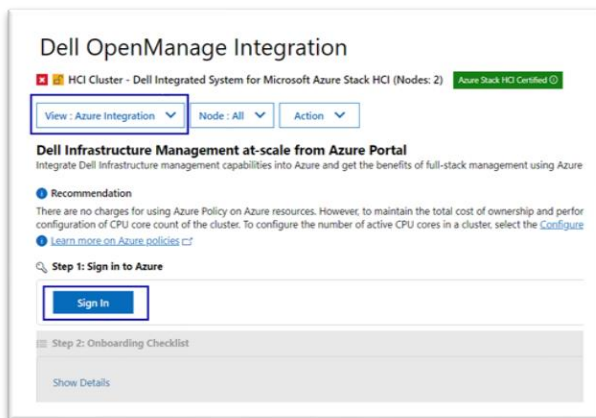 Dell OpenManage Integration
HCI Cluster - Dell Integrated System for Microsoft Azure Stack HCI (Nodes: 2) Azure Stack HCI Certified
View : Azure Integration Node : All Action
Dell Infrastructure Management at-scale from Azure Portal
Integrate Dell Infrastructure management capabilities into Azure and get the benefits of full-stack management using Azure
Recommendation
There are no charges for using Azure Policy on Azure resources. However, to maintain the total cost of ownership and perfor
configuration of CPU core count of the cluster. To configure the number of active CPU cores in a cluster, select the Configure
Learn more on Azure policies
Step 1: Sign in to Azure
Sign In
Step 2: Onboarding Checklist
Show Details